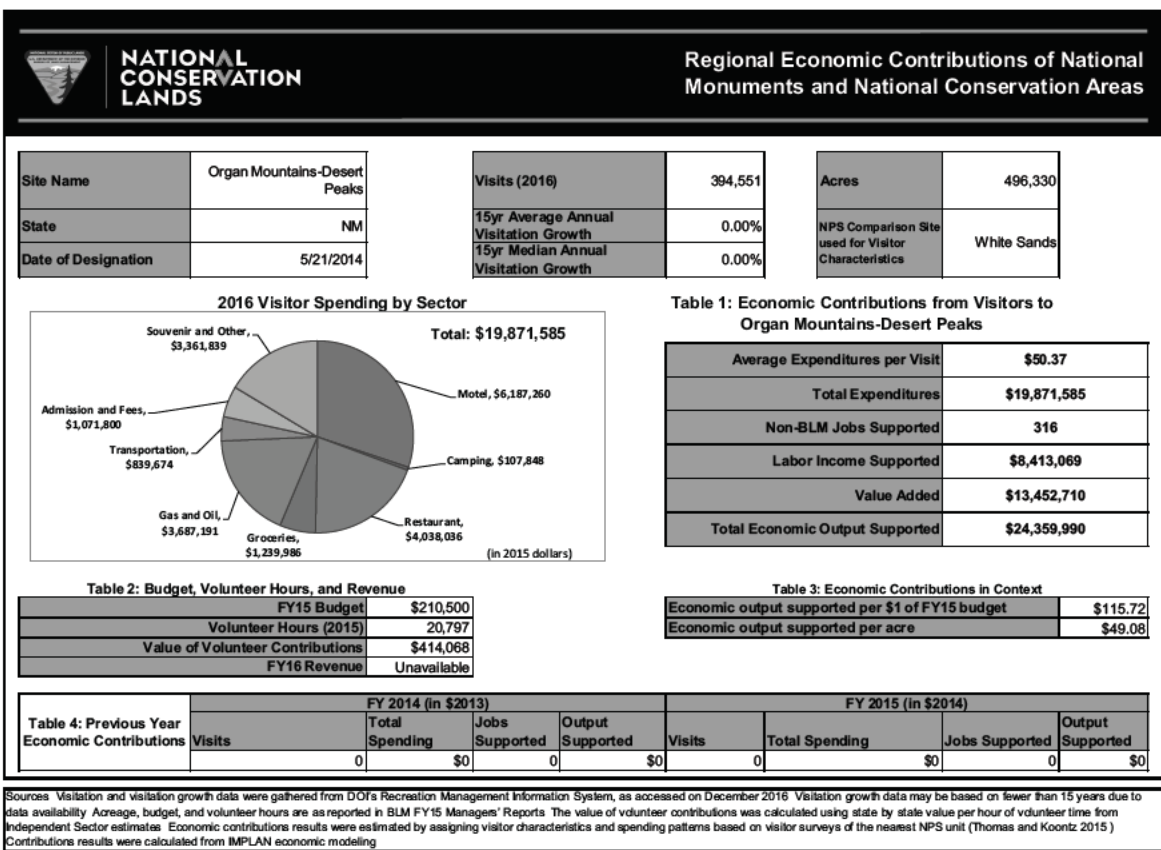 NATIONAL
CONSERVATION
LANDS
Regional Economic Contributions of National
Monuments and National Conservation Areas
Site Name
Organ Mountains-Desert
Peaks
State
NM
Date of Designation
5/21/2014
Visits (2016)
394,551
15yr Average Annual
Visitation Growth
0.00%
15yr Median Annual
Visitation Growth
0.00%
Acres
496,330
NPS Comparison Site
used for Visitor
Characteristics
White Sands
2016 Visitor Spending by Sector
Total: $19,871,585
Souvenir and Other,
$3,361,839
Motel, $6,187,260
Admission and Fees,
$1,071,800
Transportation,
$839,674
Camping, $107,848
Gas and Oil,
$3,687,191
Groceries,
$1,239,986
Restaurant,
$4,038,036
(in 2015 dollars)
Table 1: Economic Contributions from Visitors to
Organ Mountains-Desert Peaks
Average Expenditures per Visit $50.37
Total Expenditures $19,871,585
Non-BLM Jobs Supported 316
Labor Income Supported $8,413,069
Value Added $13,452,710
Total Economic Output Supported $24,359,990
Table 2: Budget, Volunteer Hours, and Revenue
FY15 Budget $210,500
Volunteer Hours (2015) 20,797
Value of Volunteer Contributions $414,068
FY16 Revenue Unavailable
Table 3: Economic Contributions in Context
Economic output supported per $1 of FY15 budget $115.72
Economic output supported per acre $49.08
Table 4: Previous Year
Economic Contributions
FY 2014 (in $2013)
FY 2015 (in $2014)
Visits
Total
Spending
Jobs
Supported
Output
Supported
Visits
Total Spending
Jobs Supported
Output
Supported
0 $0 0 $0 0 $0 0 $0
Sources Visitation and visitation growth data were gathered from DOI's Recreation Management Information System, as accessed on December 2016 Visitation growth data may be based on fewer than 15 years due to
data availability Acreage, budget, and volunteer hours are as reported in BLM FY15 Managers' Reports The value of volunteer contributions was calculated using state by state value per hour of volunteer time from
Independent Sector estimates Economic contributions results were estimated by assigning visitor characteristics and spending patterns based on visitor surveys of the nearest NPS unit (Thomas and Koontz 2015 )
Contributions results were calculated from IMPLAN economic modeling